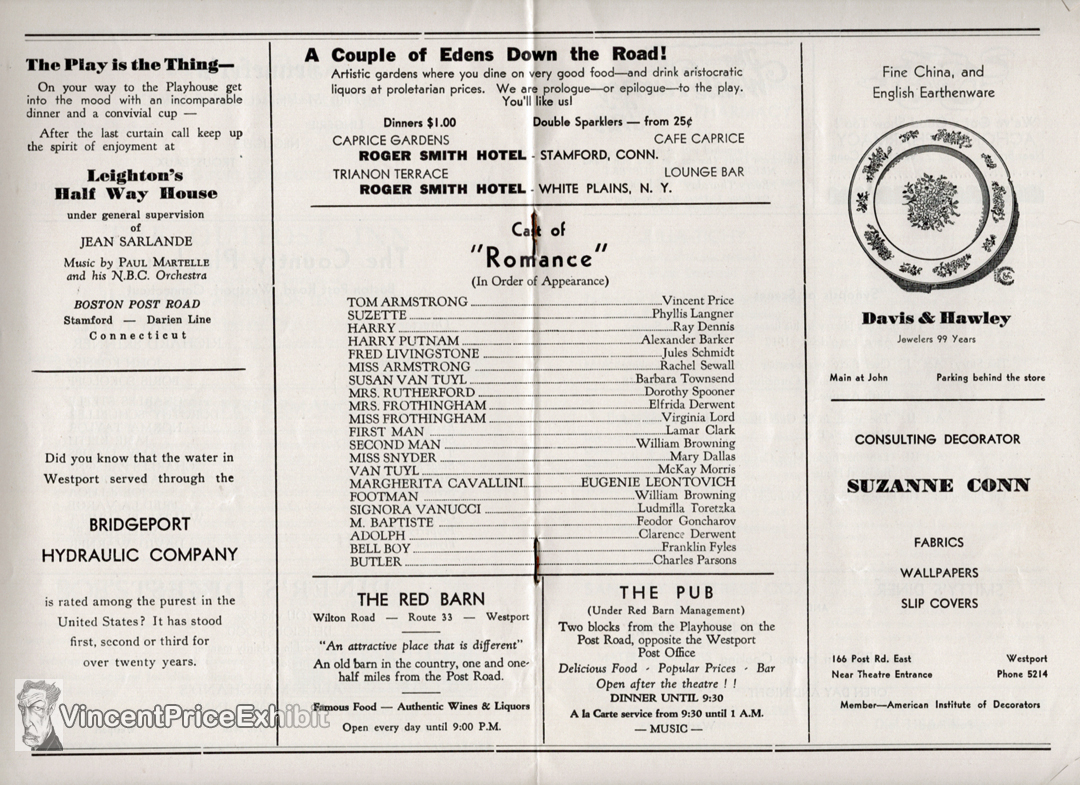 The Play is the Thing—
On your way to the Playhouse get
into the mood with an incomparable
dinner and a convivial cup —
After the last curtain call keep up
the spirit of enjoyment at
Leighton's
Half Way House
under general supervision
of
JEAN SARLANDE
Music by PAUL MARTELLE
and his N.B.C. Orchestra
BOSTON POST ROAD
Stamford — Darien Line
Connecticut
Did you know that the water in
Westport served through the
BRIDGEPORT
HYDRAULIC COMPANY
is rated among the purest in the
United States? It has stood
first, second or third for
over twenty years.
A Couple of Edens Down the Road!
Artistic gardens where you dine on very good food—and drink aristocratic
liquors at proletarian prices. We are prologue—or epilogue—to the play.
You'll like us!
Dinners $1.00 Double Sparklers — from 25¢
CAPRICE GARDENS CAFE CAPRICE
ROGER SMITH HOTEL - STAMFORD, CONN.
TRIANON TERRACE LOUNGE BAR
ROGER SMITH HOTEL - WHITE PLAINS, N. Y.
Cast of
"Romance"
(In Order of Appearance)
TOM ARMSTRONG Vincent Price
SUZETTE Phyllis Langner
HARRY Ray Dennis
HARRY PUTNAM Alexander Barker
FRED LIVINGSTONE Jules Schmidt
MISS ARMSTRONG Rachel Sewall
SUSAN VAN TUYL Barbara Townsend
MRS. RUTHERFORD Dorothy Spooner
MRS. FROTHINGHAM Elfrida Derwent
MISS FROTHINGHAM Virginia Lord
FIRST MAN Lamar Clark
SECOND MAN William Browning
MISS SNYDER Mary Dallas
VAN TUYL McKay Morris
MARGHERITA CAVALLINI EUGENIE LEONTOVICH
FOOTMAN William Browning
SIGNORA VANUCCI Ludmilla Toretzka
M. BAPTISTE Feodor Goncharov
ADOLPH Clarence Derwent
BELL BOY Franklin Fyles
BUTLER Charles Parsons
THE RED BARN
Wilton Road — Route 33 — Westport
"An attractive place that is different"
An old barn in the country, one and one-
half miles from the Post Road.
Famous Food — Authentic Wines & Liquors
Open every day until 9:00 P.M.
THE PUB
(Under Red Barn Management)
Two blocks from the Playhouse on the
Post Road, opposite the Westport
Post Office
Delicious Food - Popular Prices - Bar
Open after the theatre ! !
DINNER UNTIL 9:30
A la Carte service from 9:30 until 1 A.M.
— MUSIC —
Fine China, and
English Earthenware
Davis & Hawley
Jewelers 99 Years
Main at John Parking behind the store
CONSULTING DECORATOR
SUZANNE CONN
FABRICS
WALLPAPERS
SLIP COVERS
166 Post Rd. East Westport
Near Theatre Entrance Phone 5214
Member—American Institute of Decorators
VincentPriceExhibit